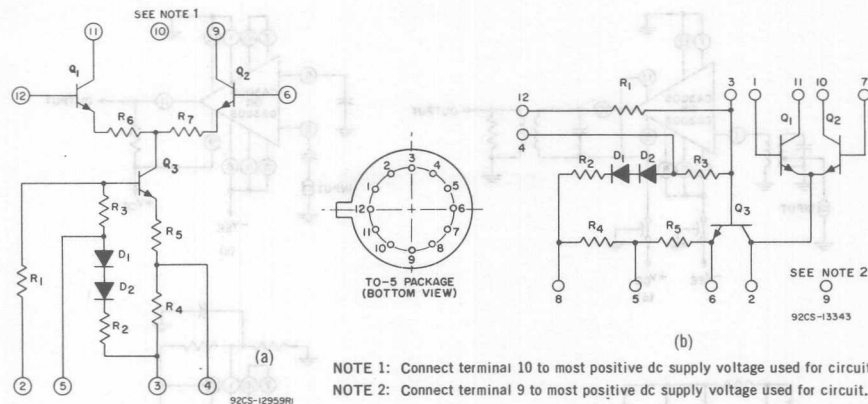 SEE NOTE 1
11
10
9
Q1
Q2
12
6
R6
R7
Q3
R3
R5
D1
R1
D2
R4
R2
(a)
2
5
3
4
92CS-12959R1
3
2
4
1
5
12
6
11
7
10
8
9
TO-5 PACKAGE
(BOTTOM VIEW)
R1
3
1
11
10
7
12
Q1
Q2
4
R2
D1
D2
R3
Q3
R4
R5
SEE NOTE 2
8
5
6
2
9
92CS-13343
(b)
NOTE 1: Connect terminal 10 to most positive dc supply voltage used for circuit
NOTE 2: Connect terminal 9 to most positive dc supply voltage used for circuit.